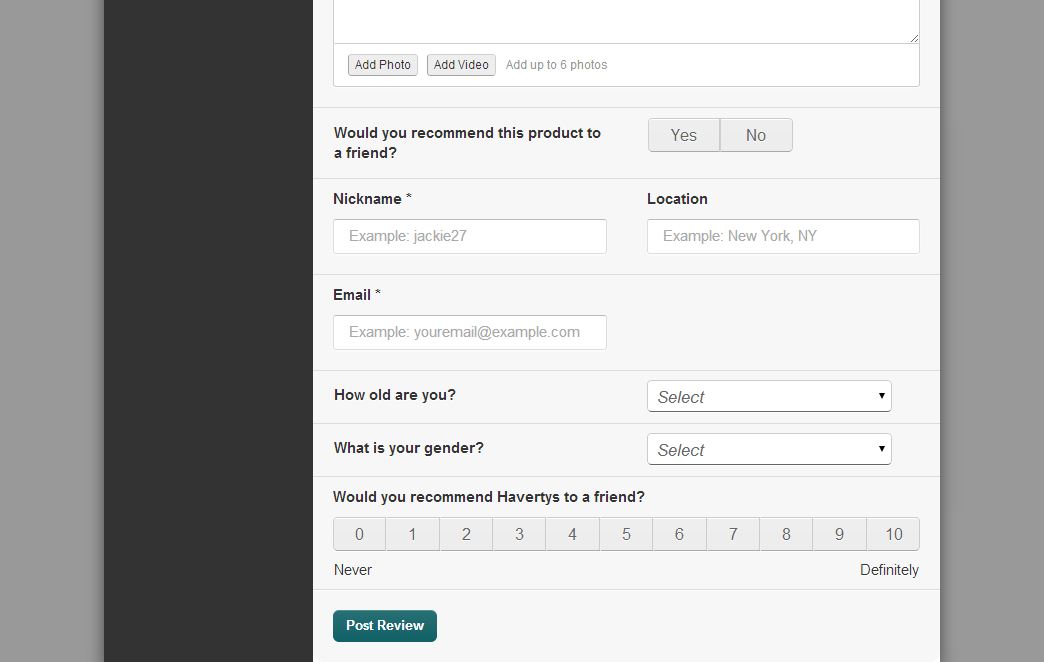 Add Photo Add Video Add up to 6 photos
Would you recommend this product to
a friend?
Yes No
Nickname * Location
Example: jackie27 Example: New York, NY
Email *
Example: youremail@example.com
How old are you? Select
What is your gender? Select
Would you recommend Havertys to a friend?
0 1 2 3 4 5 6 7 8 9 10
Never Definitely
Post Review